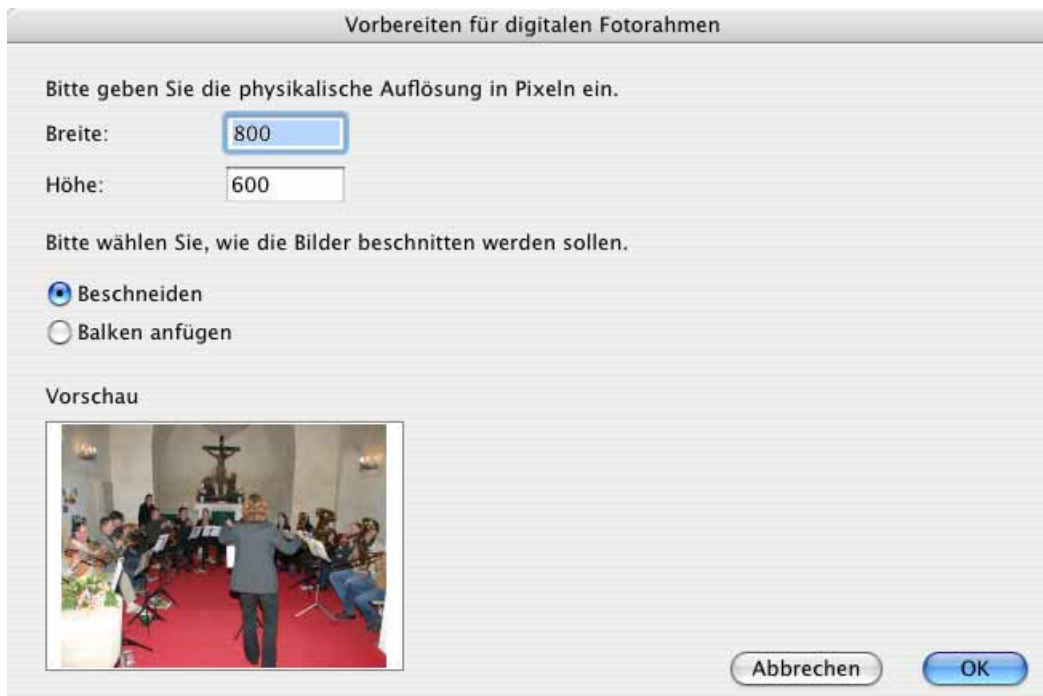 Vorbereiten für digitalen Fotorahmen
Bitte geben Sie die physikalische Auflösung in Pixeln ein.
Breite: 800
Höhe: 600
Bitte wählen Sie, wie die Bilder beschnitten werden sollen.
Beschneiden
Balken anfügen
Vorschau
Abbrechen OK